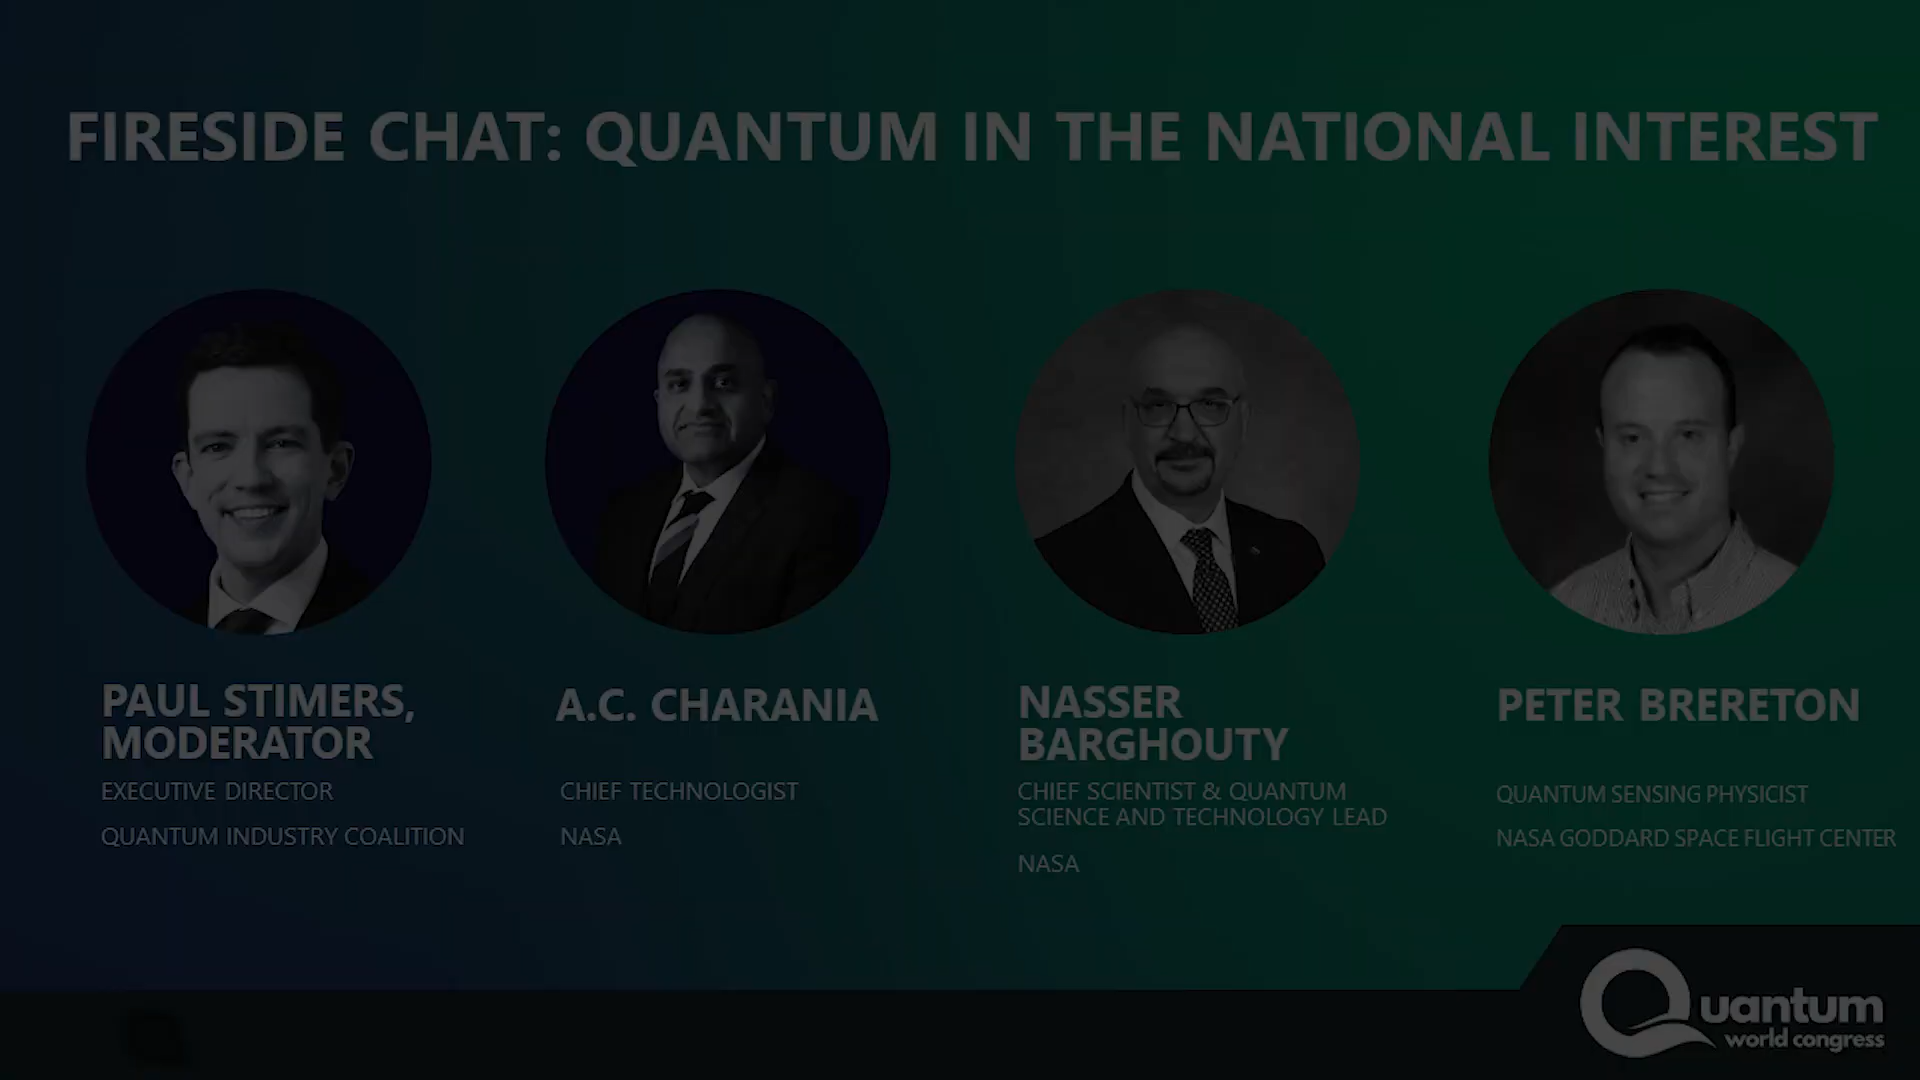 FIRESIDE CHAT: QUANTUM IN THE NATIONAL INTEREST
PAUL STIMERS,
MODERATOR
EXECUTIVE DIRECTOR
QUANTUM INDUSTRY COALITION
A.C. CHARANIA
CHIEF TECHNOLOGIST
NASA
NASSER
BARGHOUTY
CHIEF SCIENTIST & QUANTUM
SCIENCE AND TECHNOLOGY LEAD
NASA
PETER BRERETON
QUANTUM SENSING PHYSICIST
NASA GODDARD SPACE FLIGHT CENTER
Quantum
world congress